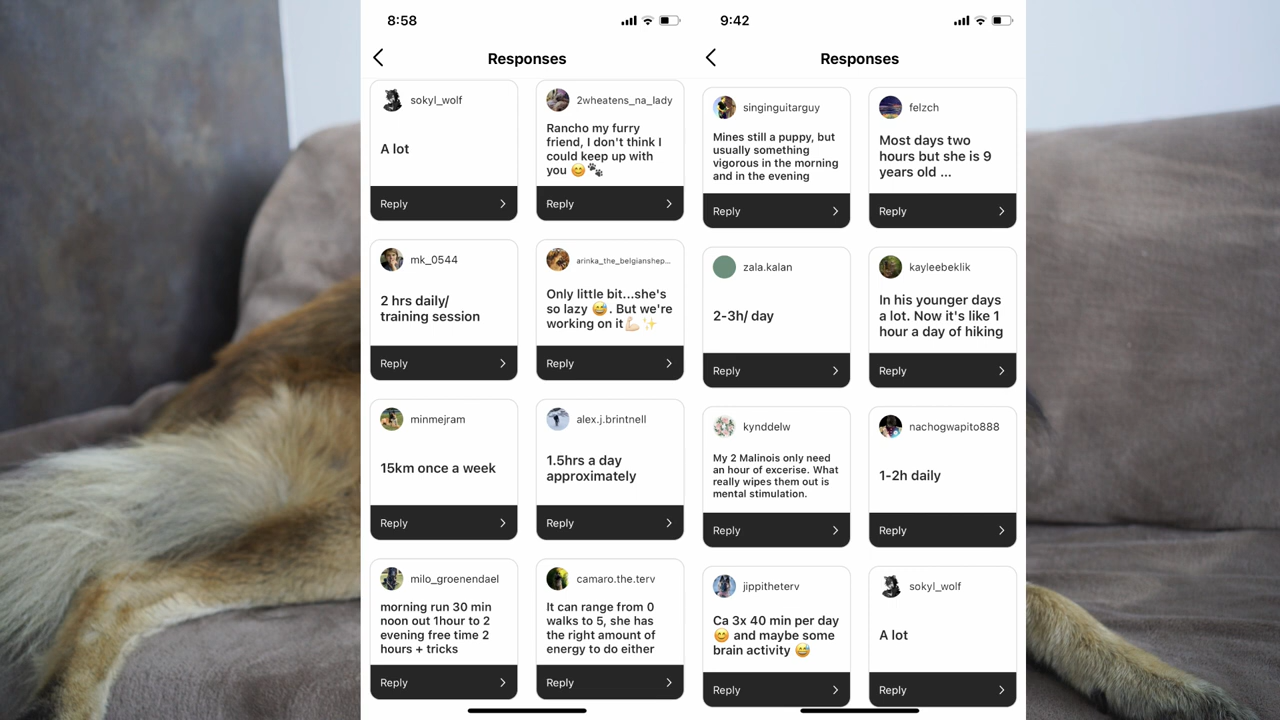 8:58
Responses
sokyl_wolf
A lot
Reply
2wheatens_na_lady
Rancho my furry
friend, I don't think I
could keep up with
you 😊🐾
Reply
mk_0544
2 hrs daily/
training session
Reply
arinka_the_belgianshep...
Only little bit...she's
so lazy 😅. But we're
working on it💪🏻✨
Reply
minmejram
15km once a week
Reply
alex.j.brintnell
1.5hrs a day
approximately
Reply
milo_groenendael
morning run 30 min
noon out 1hour to 2
evening free time 2
hours + tricks
Reply
camaro.the.terv
It can range from 0
walks to 5, she has
the right amount of
energy to do either
Reply
9:42
Responses
singinguitarguy
Mines still a puppy, but
usually something
vigorous in the morning
and in the evening
Reply
felzch
Most days two
hours but she is 9
years old ...
Reply
zala.kalan
2-3h/ day
Reply
kayleebeklik
In his younger days
a lot. Now it's like 1
hour a day of hiking
Reply
kynddelw
My 2 Malinois only need
an hour of excerise. What
really wipes them out is
mental stimulation.
Reply
nachogwapito888
1-2h daily
Reply
jippitheterv
Ca 3x 40 min per day
😊 and maybe some
brain activity 😅
Reply
sokyl_wolf
A lot
Reply